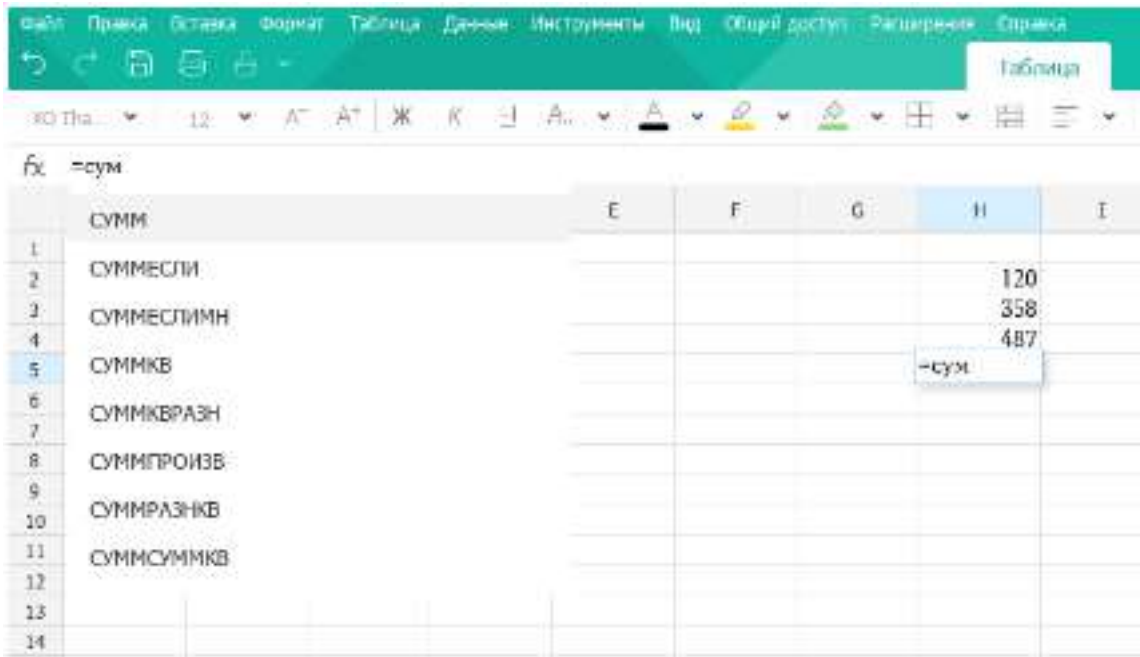 Файл Правка Вставка Формат Таблица Данные Инструменты Вид Общий доступ Расширения Справка
Таблица
XO Tha... 12 A⁻ A⁺ Ж К Ч А.. А
fx =сум
E F G H I
СУММ
1
СУММЕСЛИ
2 120
СУММЕСЛИМН
3 358
4 487
СУММКВ
5 =сум
6
СУММКВРАЗН
7
СУММПРОИЗВ
8
9
СУММРАЗНКВ
10
11
СУММСУММКВ
12
13
14